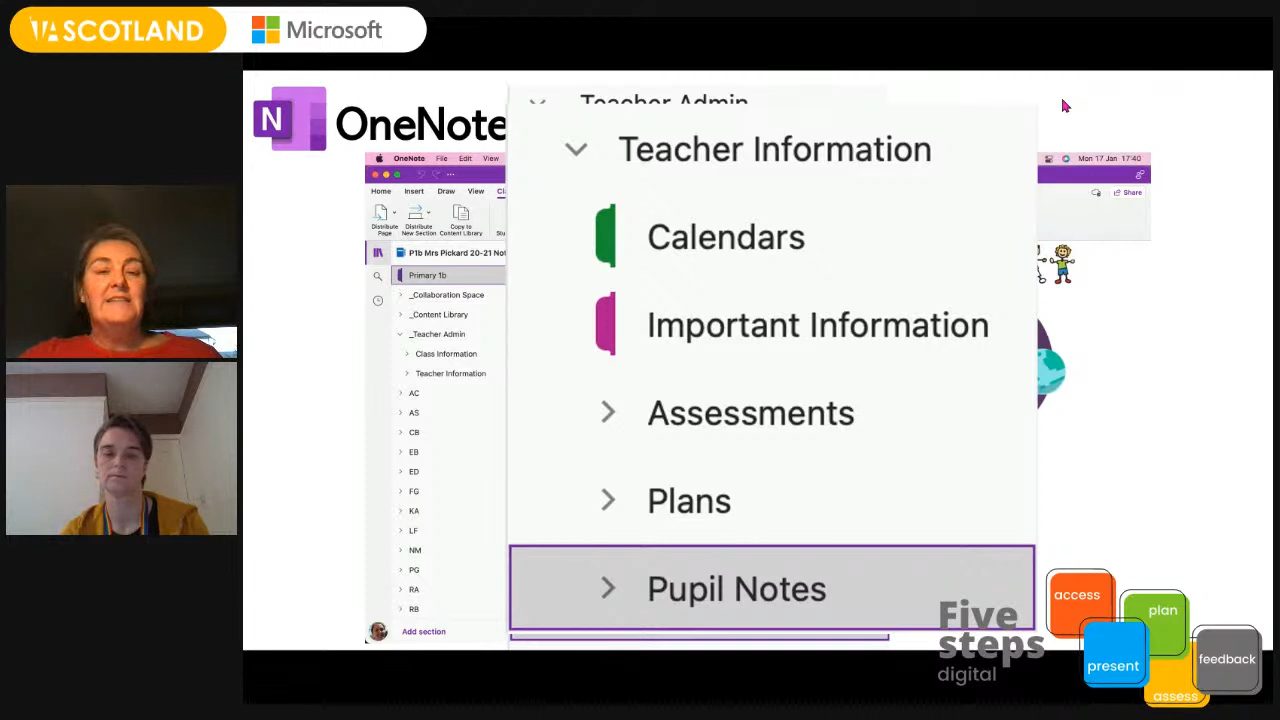 VASCOTLAND
Microsoft
N
OneNote
Teacher Admin
Teacher Information
Calendars
Important Information
Assessments
Plans
Pupil Notes
OneNote File Edit View
Mon 17 Jan 17:40
Home Insert Draw View
Share
Distribute Page
Distribute New Section
Copy to Content Library
P1b Mrs Pickard 20-21
Primary 1b
_Collaboration Space
_Content Library
_Teacher Admin
Class Information
Teacher Information
AC
AS
CB
EB
ED
FG
KA
LF
NM
PG
RA
RB
Add section
Five
steps
digital
access
plan
present
feedback
assess